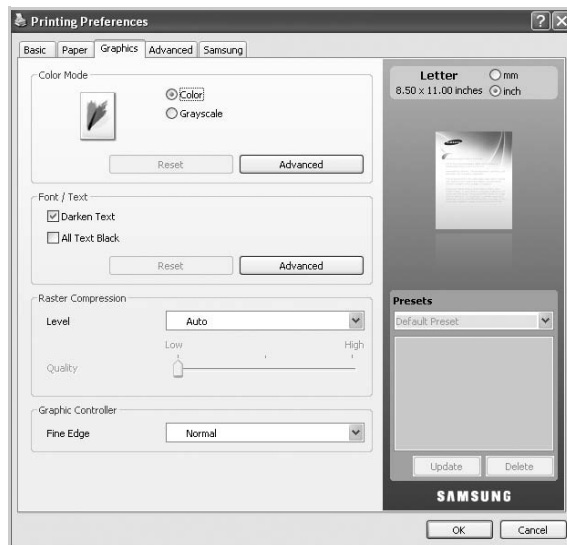 Printing Preferences
Basic Paper Graphics Advanced Samsung
Color Mode
Color
Grayscale
Reset Advanced
Font / Text
Darken Text
All Text Black
Reset Advanced
Raster Compression
Level Auto
Low High
Quality
Graphic Controller
Fine Edge Normal
Letter mm
8.50 x 11.00 inches inch
Presets
Default Preset
Update Delete
SAMSUNG
OK Cancel